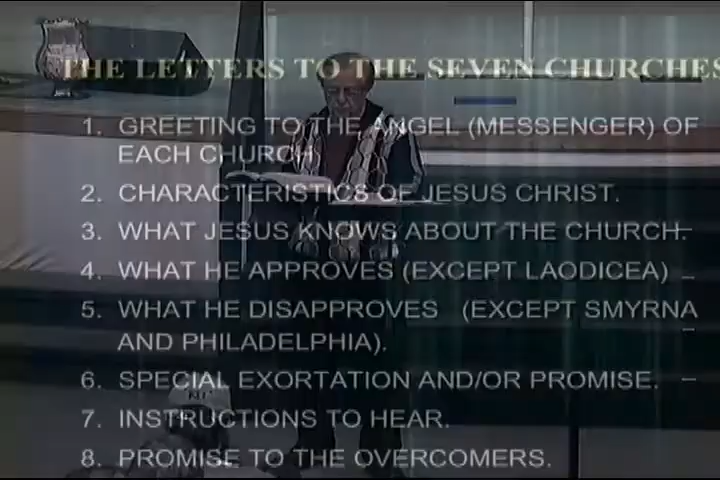 THE LETTERS TO THE SEVEN CHURCHES
1. GREETING TO THE ANGEL (MESSENGER) OF
EACH CHURCH
2. CHARACTERISTICS OF JESUS CHRIST.
3. WHAT JESUS KNOWS ABOUT THE CHURCH.
4. WHAT HE APPROVES (EXCEPT LAODICEA)
5. WHAT HE DISAPPROVES (EXCEPT SMYRNA
AND PHILADELPHIA).
6. SPECIAL EXORTATION AND/OR PROMISE.
7. INSTRUCTIONS TO HEAR.
8. PROMISE TO THE OVERCOMERS.